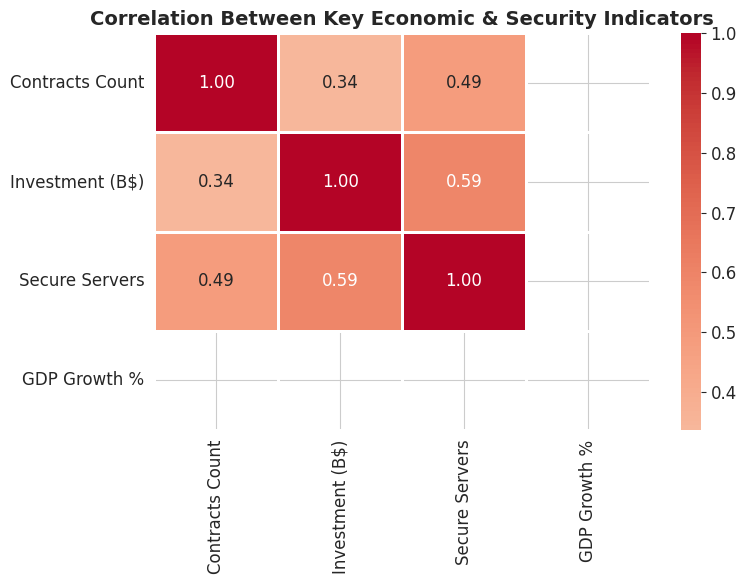 Correlation Between Key Economic & Security Indicators
Contracts Count 1.00 0.34 0.49
Investment (B$) 0.34 1.00 0.59
Secure Servers 0.49 0.59 1.00
GDP Growth %
Contracts Count
Investment (B$)
Secure Servers
GDP Growth %
1.0
0.9
0.8
0.7
0.6
0.5
0.4